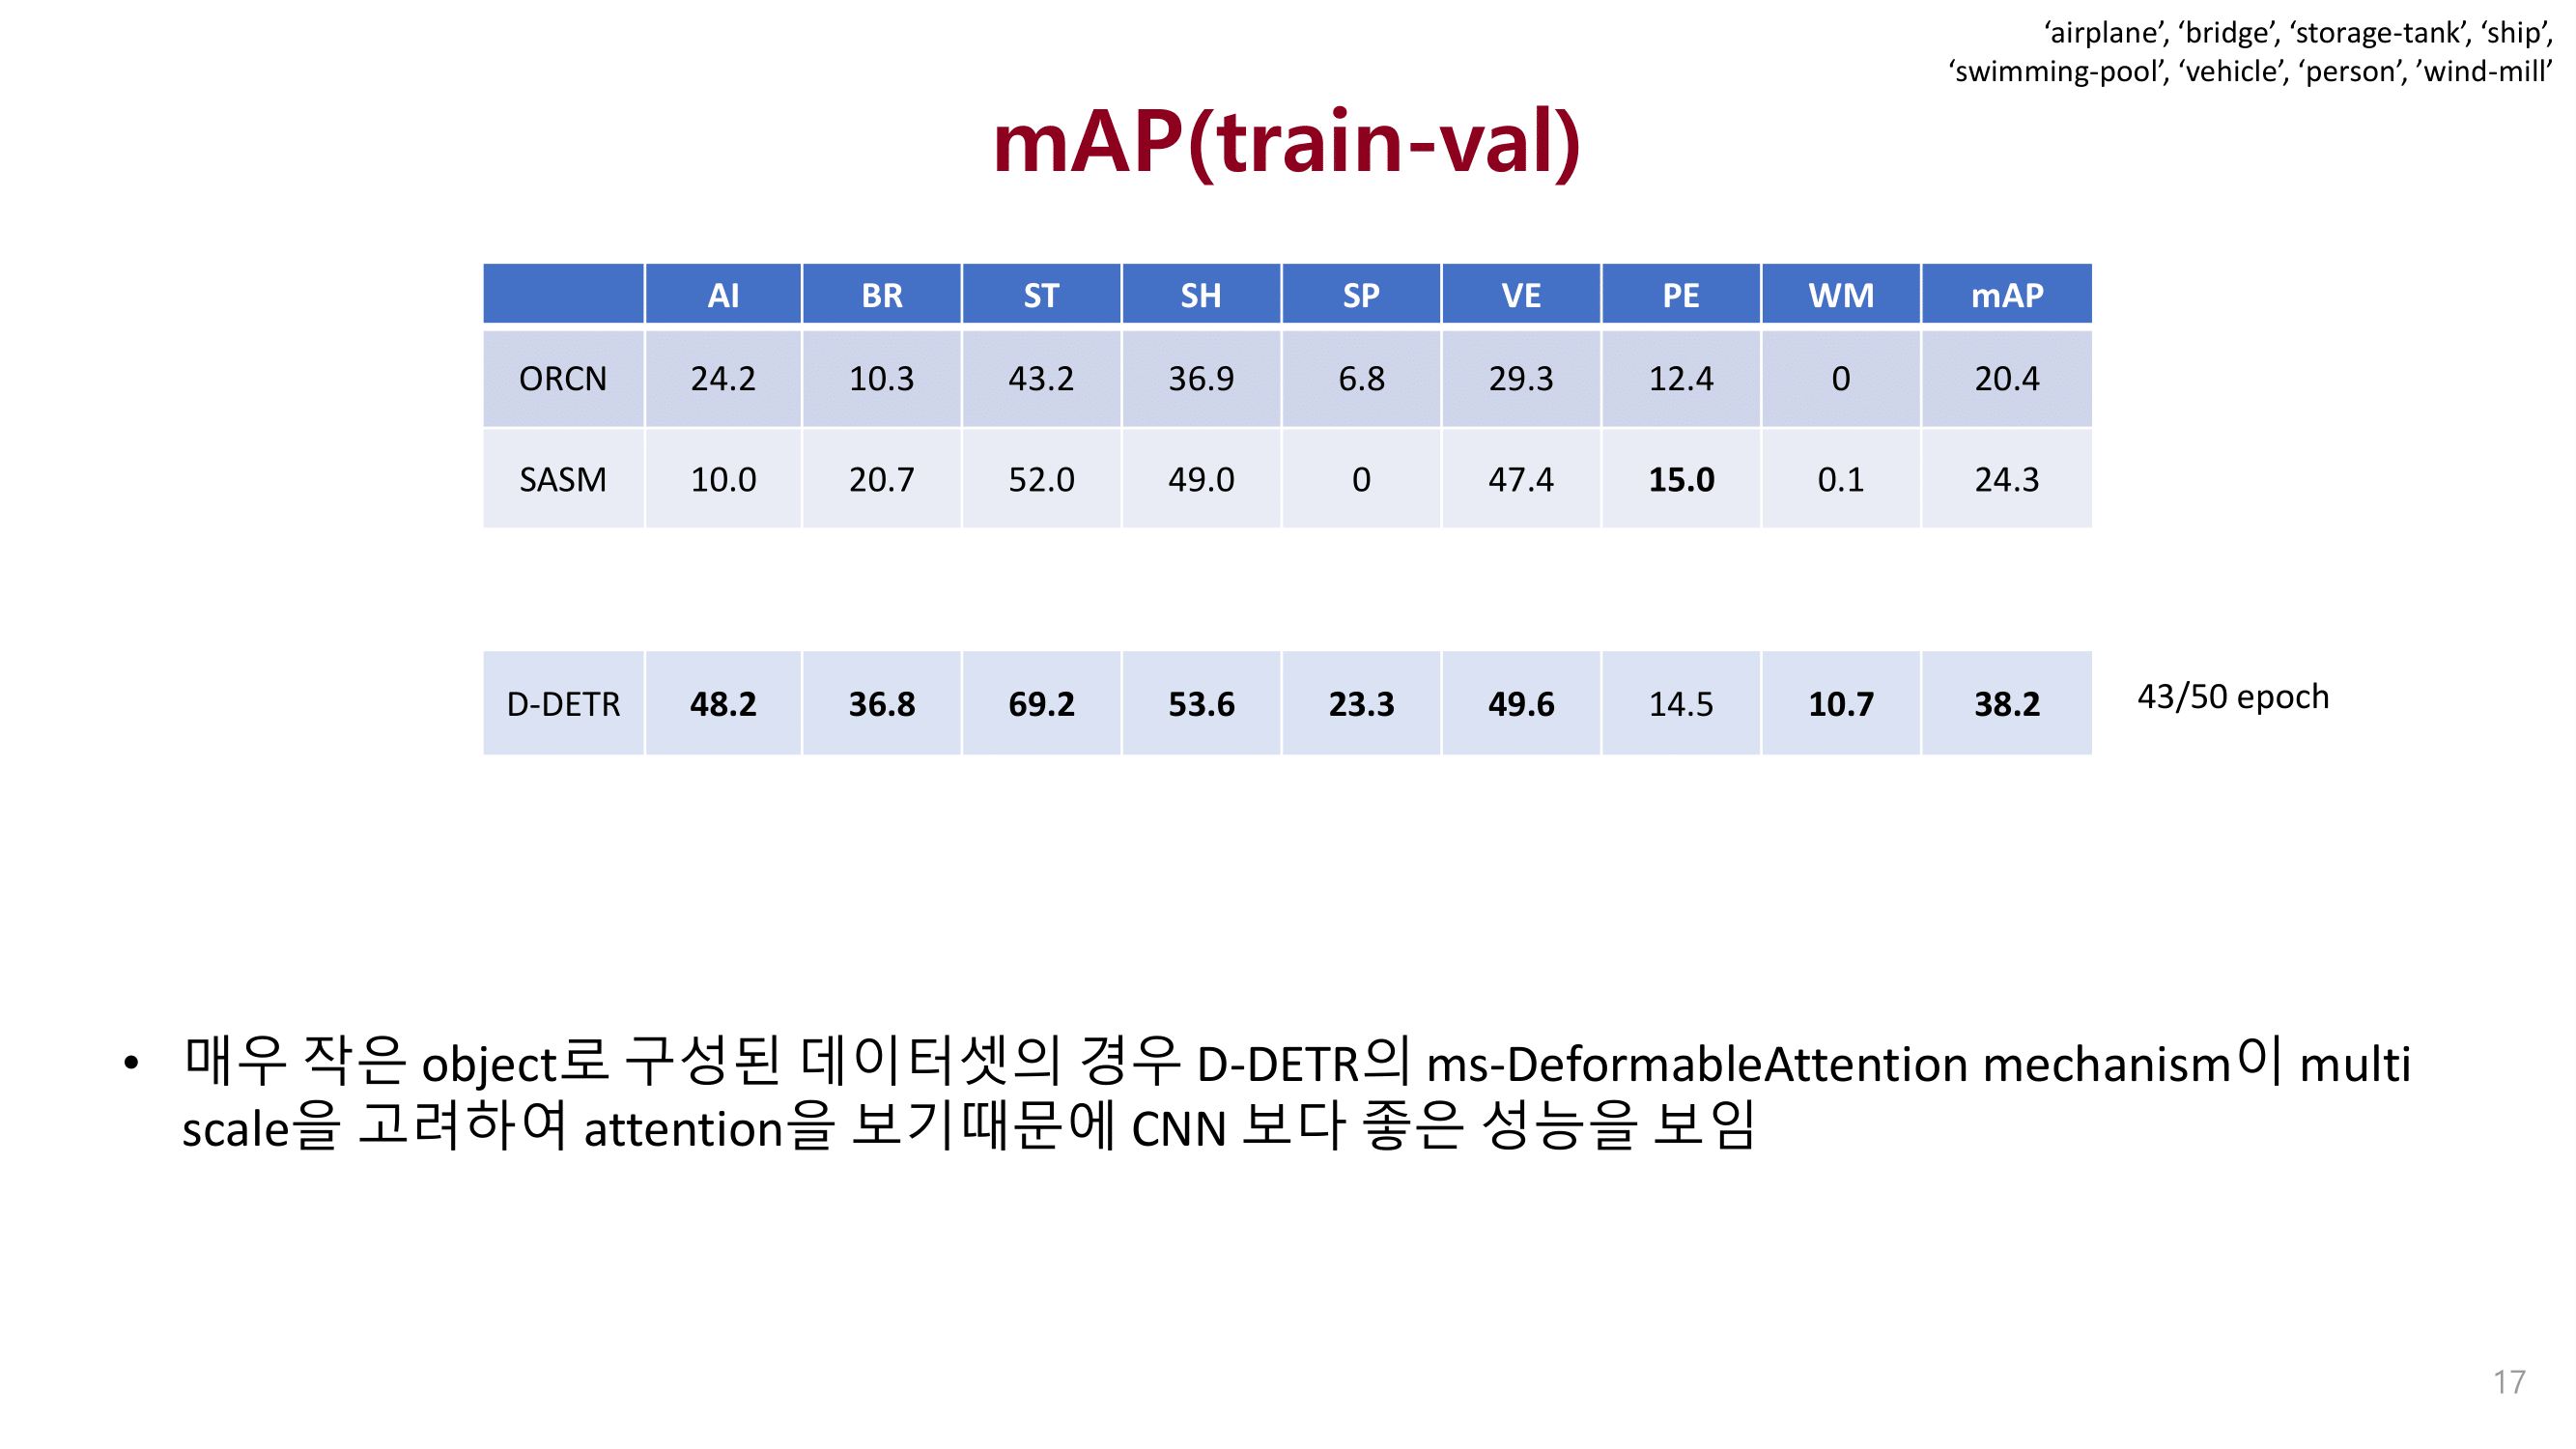 ‘airplane’, ‘bridge’, ‘storage-tank’, ‘ship’,
‘swimming-pool’, ‘vehicle’, ‘person’, ’wind-mill’
mAP(train-val)
AI BR ST SH SP VE PE WM mAP
ORCN 24.2 10.3 43.2 36.9 6.8 29.3 12.4 0 20.4
SASM 10.0 20.7 52.0 49.0 0 47.4 15.0 0.1 24.3
D-DETR 48.2 36.8 69.2 53.6 23.3 49.6 14.5 10.7 38.2 43/50 epoch
• 매우 작은 object로 구성된 데이터셋의 경우 D-DETR의 ms-DeformableAttention mechanism이 multi
scale을 고려하여 attention을 보기때문에 CNN 보다 좋은 성능을 보임
17